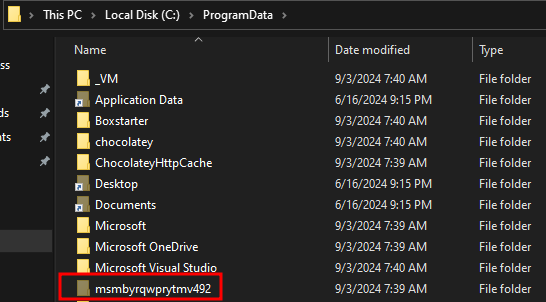 This PC > Local Disk (C:) > ProgramData >
Name Date modified Type
_VM 9/3/2024 7:40 AM File folder
ess
Application Data 6/16/2024 9:15 PM File folder
ds Boxstarter 9/3/2024 7:40 AM File folder
nts chocolatey 9/3/2024 7:40 AM File folder
ChocolateyHttpCache 9/3/2024 7:39 AM File folder
Desktop 6/16/2024 9:15 PM File folder
Documents 6/16/2024 9:15 PM File folder
Microsoft 9/3/2024 7:39 AM File folder
Microsoft OneDrive 9/3/2024 7:39 AM File folder
Microsoft Visual Studio 9/3/2024 7:40 AM File folder
msmbyrqwprytmv492 9/3/2024 7:39 AM File folder